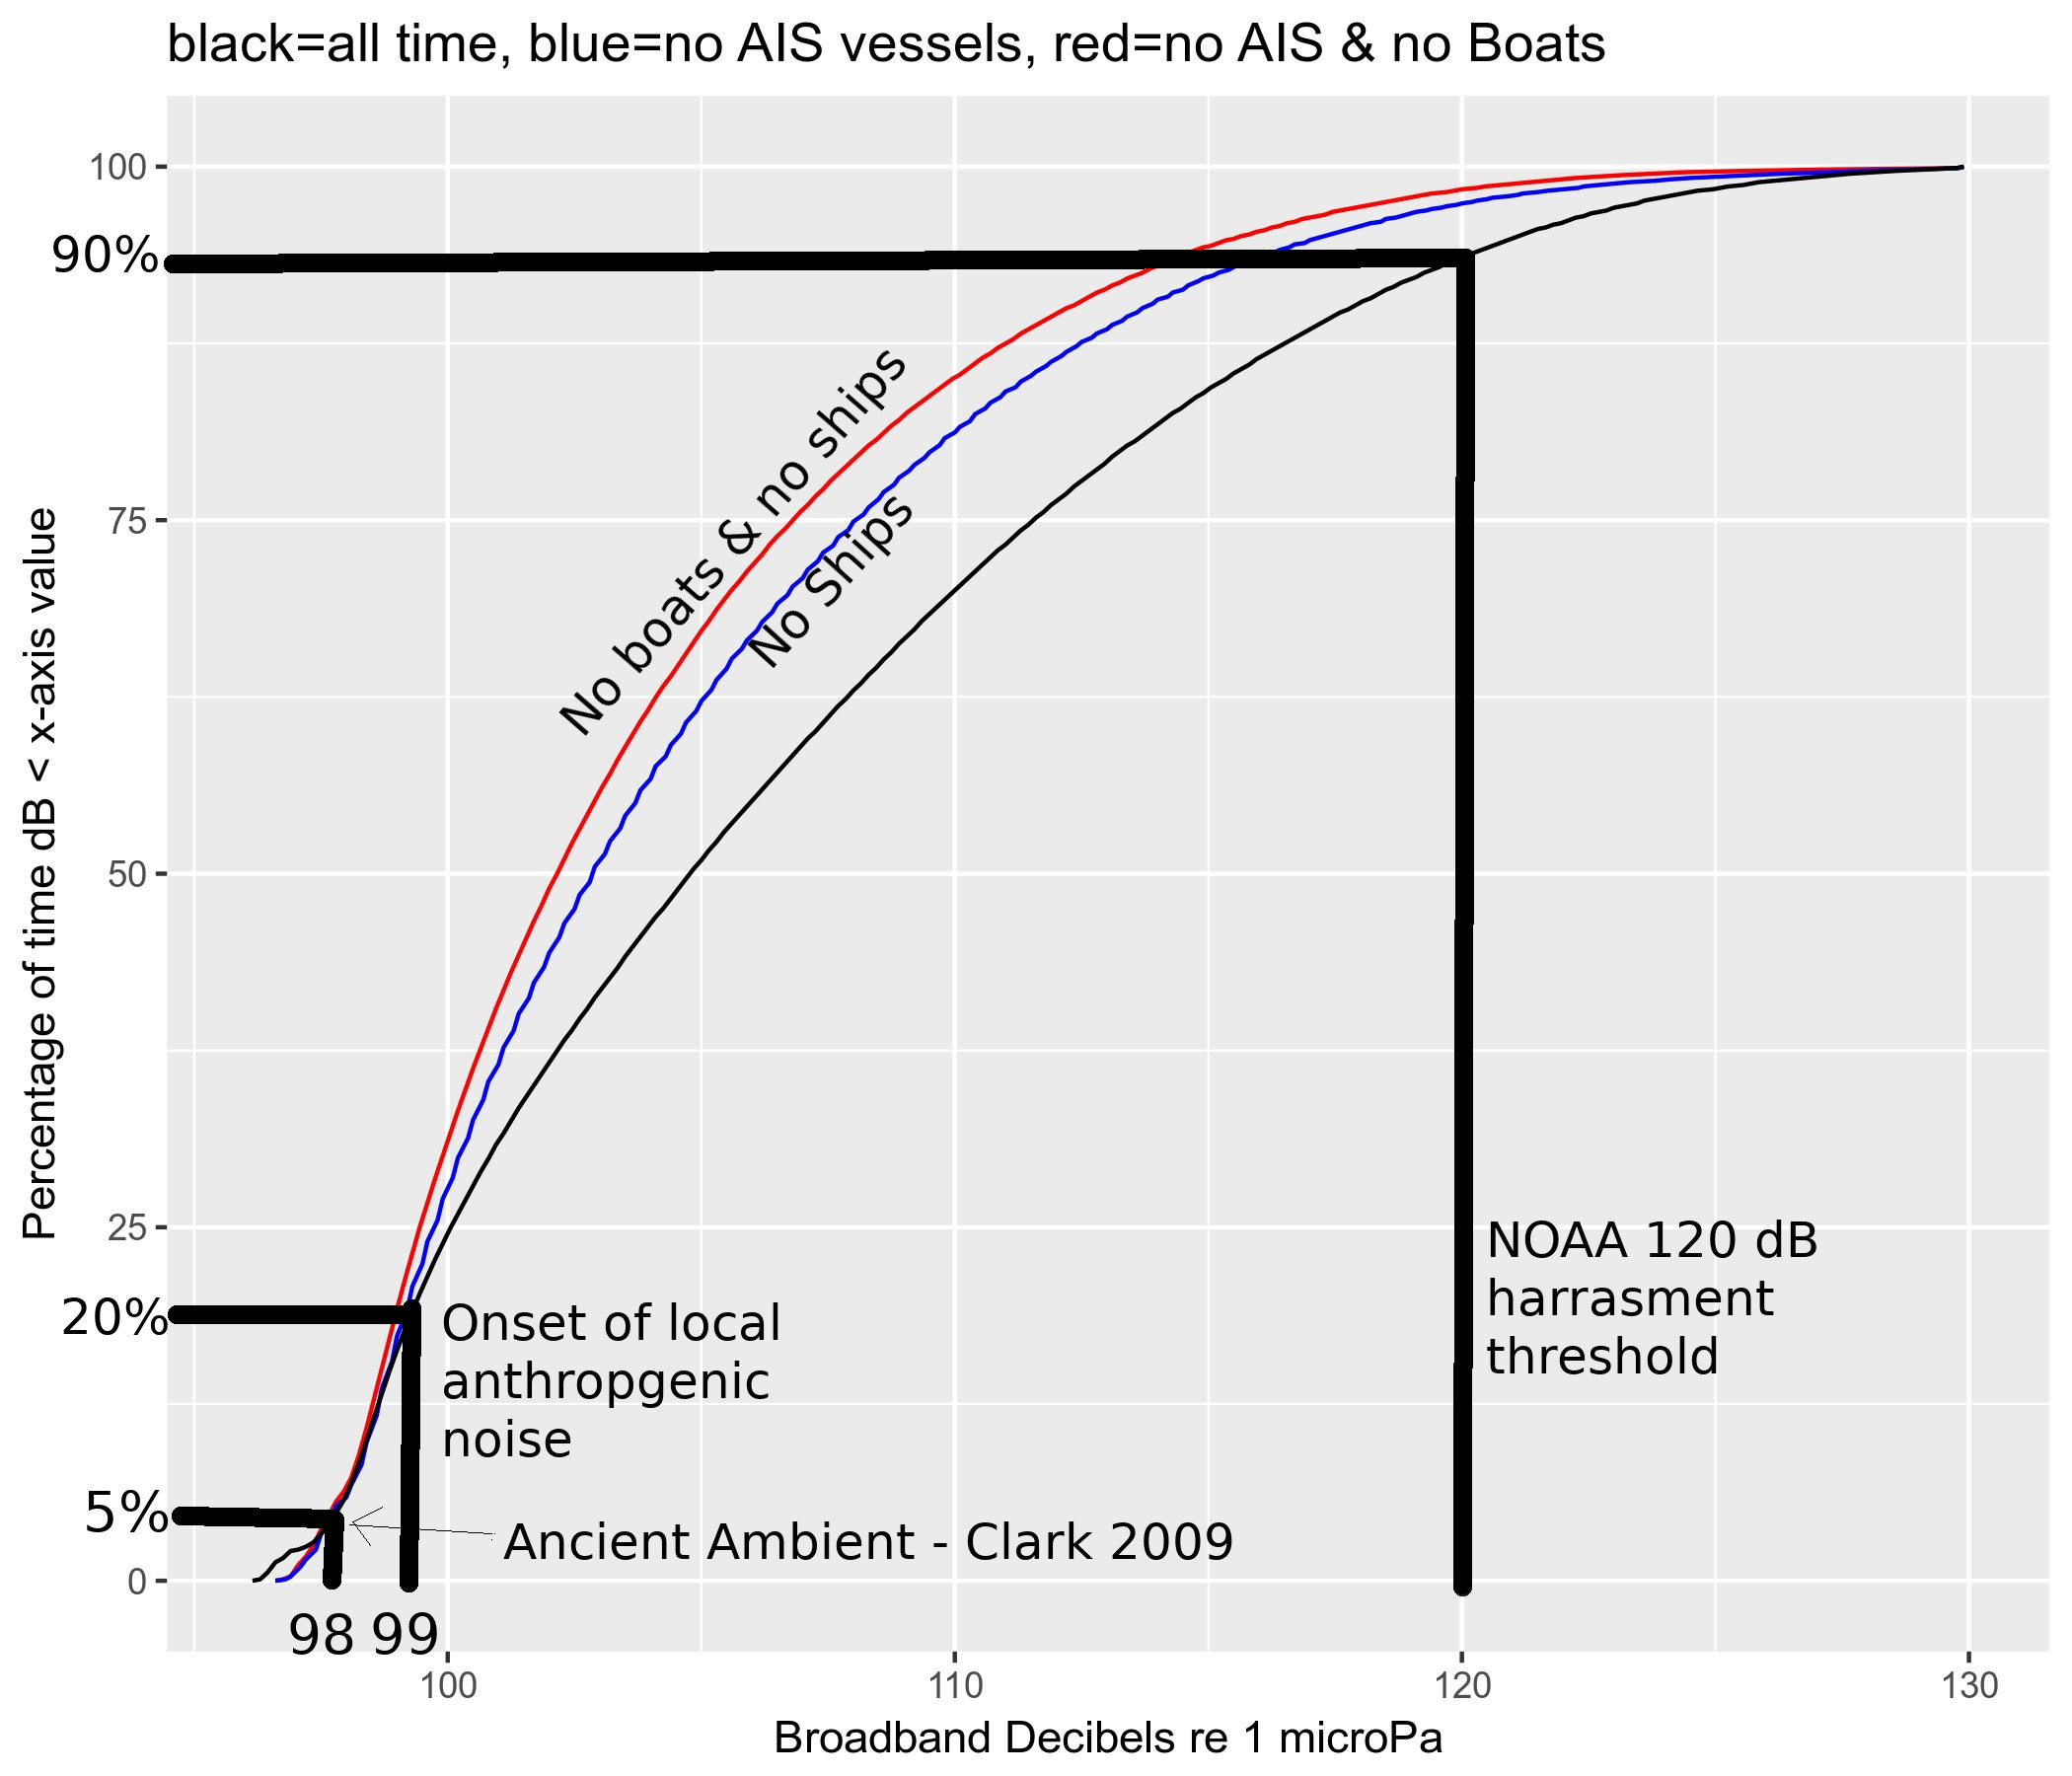 black=all time, blue=no AIS vessels, red=no AIS & no Boats
100
90%
75
50
25
20%
5%
0
Percentage of time dB < x-axis value
No boats & no ships
No Ships
NOAA 120 dB
harrasment
threshold
Onset of local
anthropgenic
noise
Ancient Ambient - Clark 2009
98 99
100 110 120 130
Broadband Decibels re 1 microPa